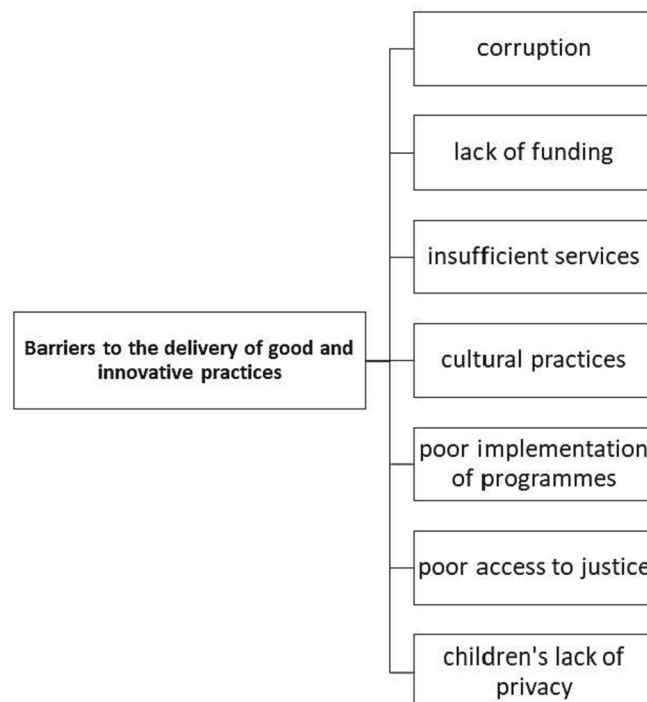 corruption
lack of funding
insufficient services
Barriers to the delivery of good and
innovative practices
cultural practices
poor implementation
of programmes
poor access to justice
children's lack of
privacy